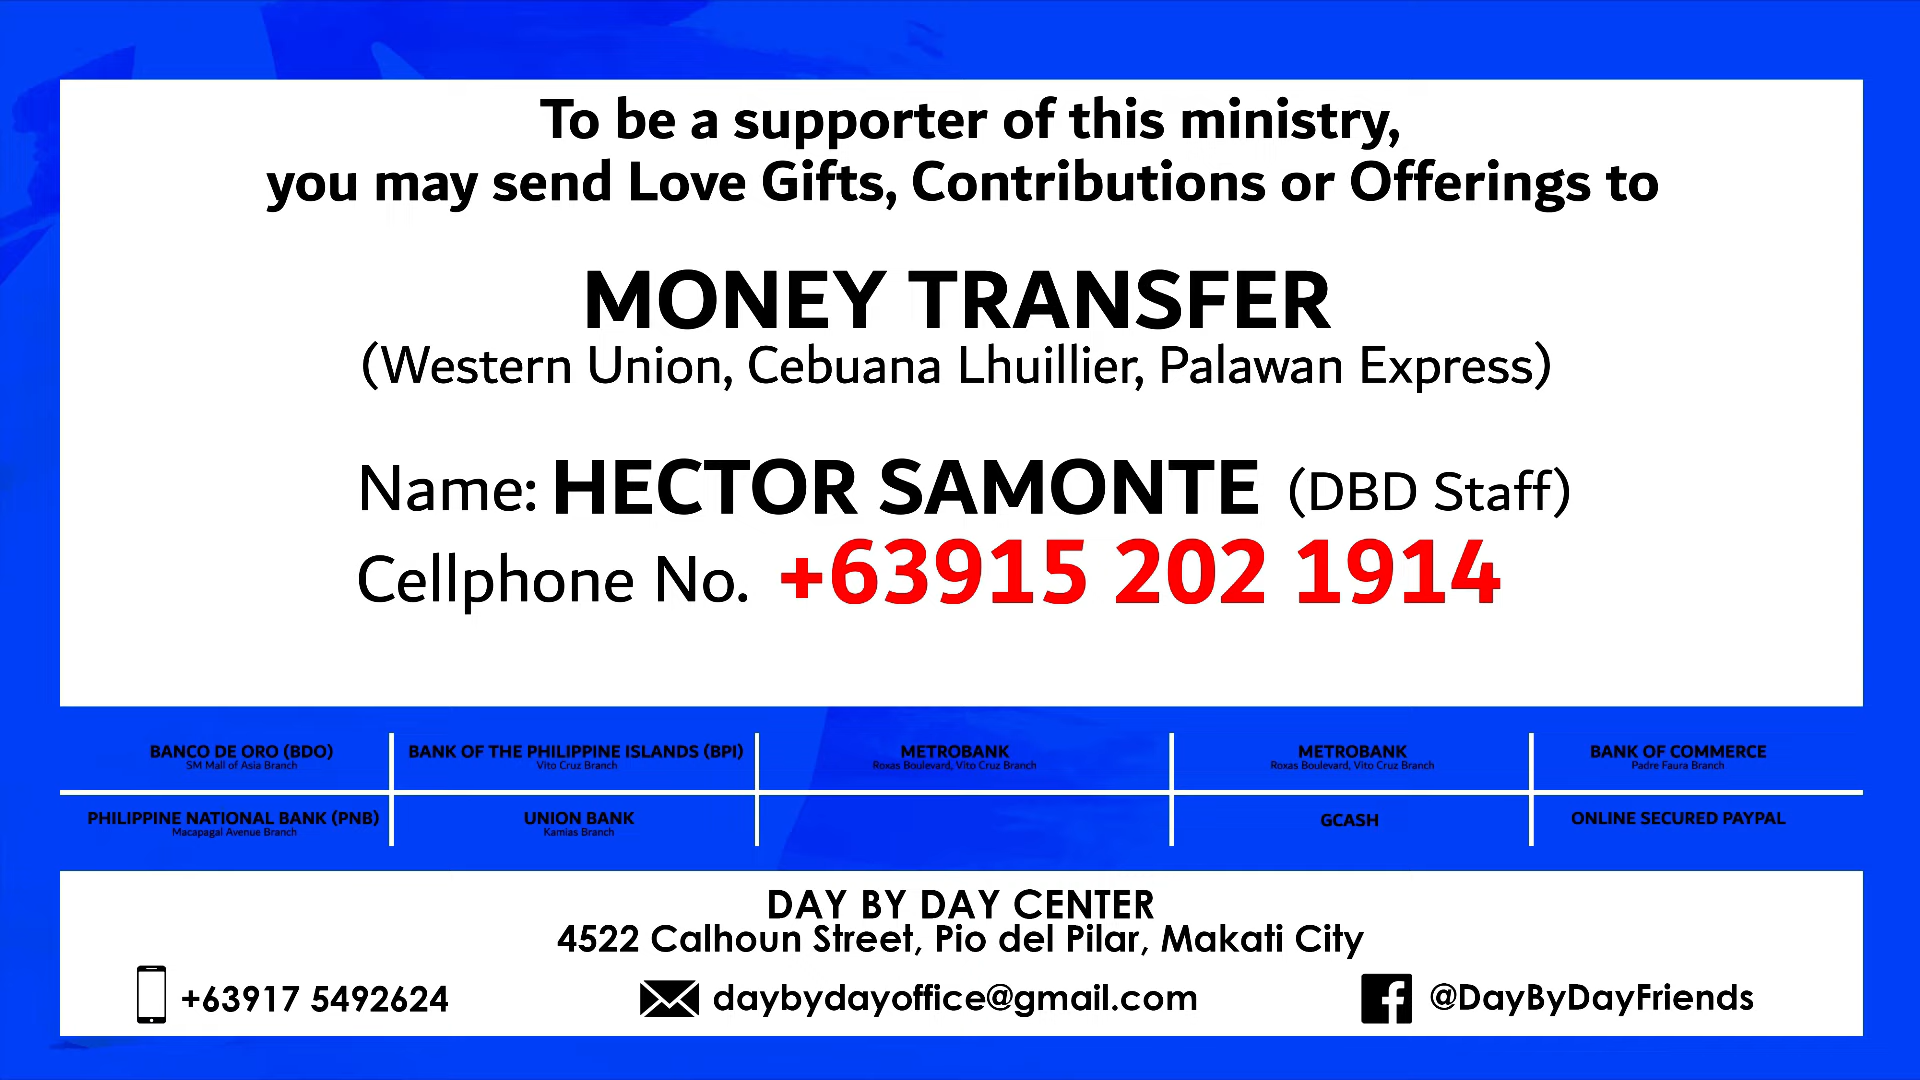 To be a supporter of this ministry,
you may send Love Gifts, Contributions or Offerings to
MONEY TRANSFER
(Western Union, Cebuana Lhuillier, Palawan Express)
Name: HECTOR SAMONTE (DBD Staff)
Cellphone No. +63915 202 1914
BANCO DE ORO (BDO)
SM Mall of Asia Branch
BANK OF THE PHILIPPINE ISLANDS (BPI)
Vito Cruz Branch
METROBANK
Roxas Boulevard, Vito Cruz Branch
METROBANK
Roxas Boulevard, Vito Cruz Branch
BANK OF COMMERCE
Padre Faura Branch
PHILIPPINE NATIONAL BANK (PNB)
Macapagal Avenue Branch
UNION BANK
Kamias Branch
GCASH
ONLINE SECURED PAYPAL
DAY BY DAY CENTER
4522 Calhoun Street, Pio del Pilar, Makati City
+63917 5492624
daybydayoffice@gmail.com
@DayByDayFriends